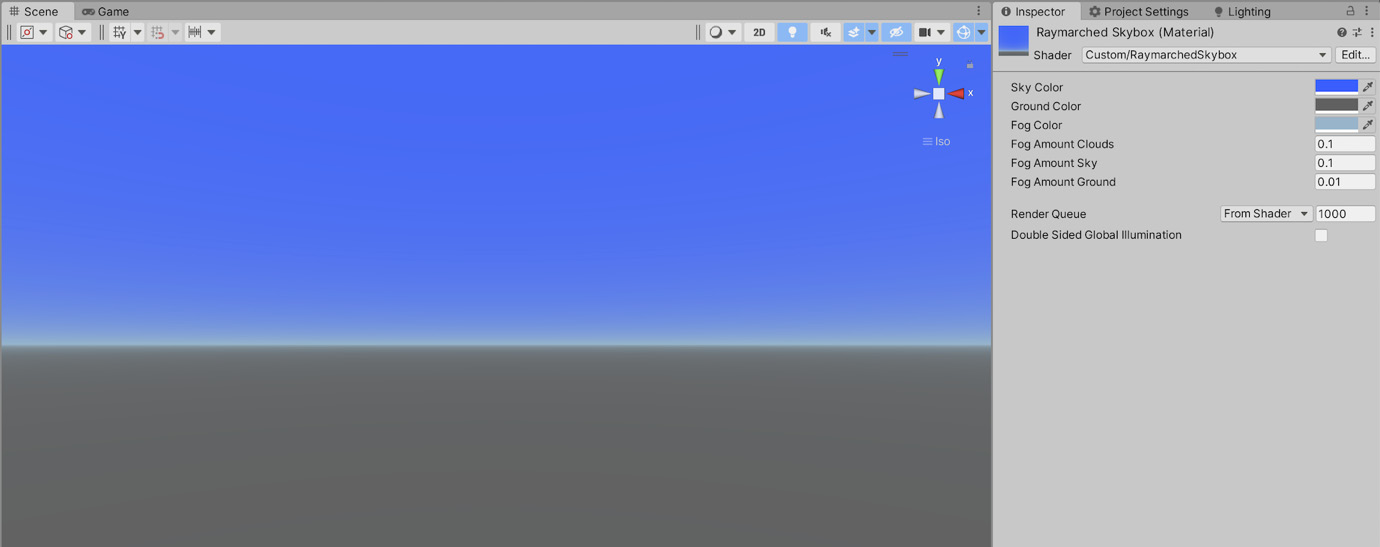 Scene Game
2D
y
x
Iso
Inspector Project Settings Lighting
Raymarched Skybox (Material)
Shader Custom/RaymarchedSkybox Edit...
Sky Color
Ground Color
Fog Color
Fog Amount Clouds 0.1
Fog Amount Sky 0.1
Fog Amount Ground 0.01
Render Queue From Shader 1000
Double Sided Global Illumination